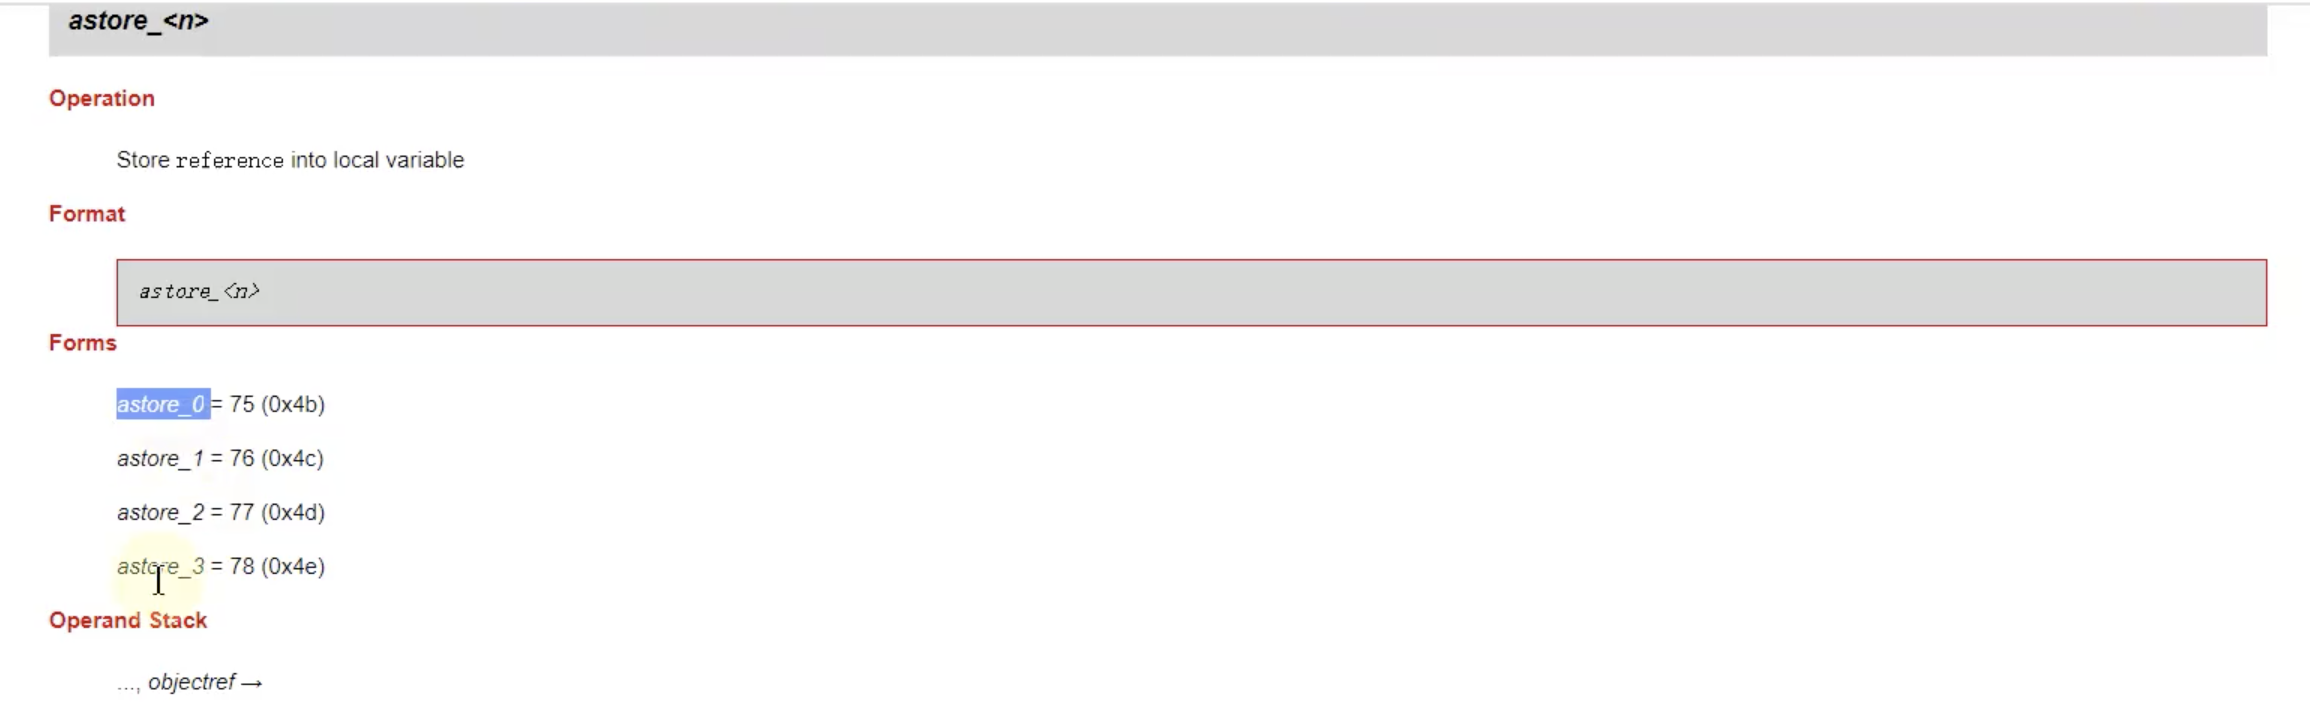 astore_<n>
Operation
Store reference into local variable
Format
astore_<n>
Forms
astore_0 = 75 (0x4b)
astore_1 = 76 (0x4c)
astore_2 = 77 (0x4d)
astore_3 = 78 (0x4e)
Operand Stack
..., objectref →